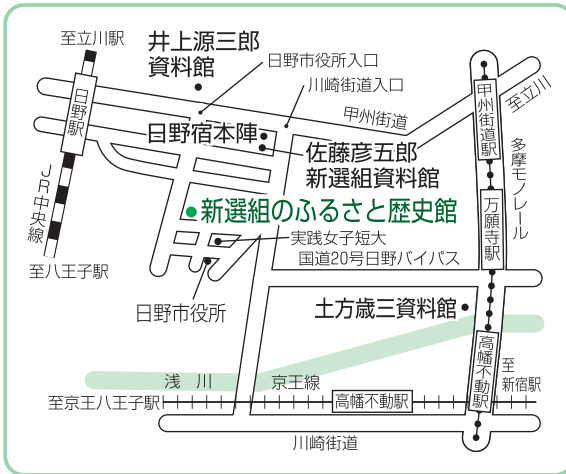 至立川駅
井上源三郎
資料館
日野市役所入口
川崎街道入口
甲州街道
至立川
日野駅
甲州街道駅
日野宿本陣
佐藤彦五郎
新選組資料館
多摩モノレール
JR中央線
万願寺駅
新選組のふるさと歴史館
実践女子短大
国道20号日野バイパス
至八王子駅
日野市役所
土方歳三資料館
高幡不動駅
至
新宿駅
浅川
京王線
至京王八王子駅
高幡不動駅
川崎街道